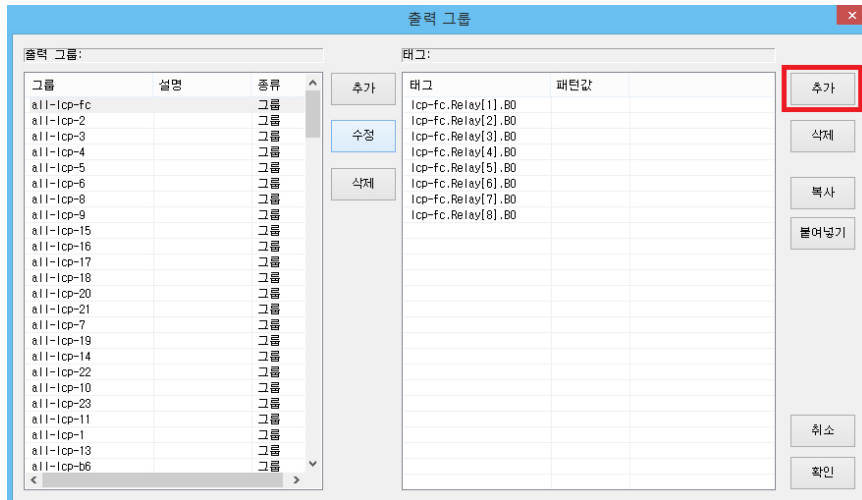 출력 그룹
출력 그룹:
태그:
그룹 설명 종류
all-lcp-fc 그룹
all-lcp-2 그룹
all-lcp-3 그룹
all-lcp-4 그룹
all-lcp-5 그룹
all-lcp-6 그룹
all-lcp-8 그룹
all-lcp-9 그룹
all-lcp-15 그룹
all-lcp-16 그룹
all-lcp-17 그룹
all-lcp-18 그룹
all-lcp-20 그룹
all-lcp-21 그룹
all-lcp-7 그룹
all-lcp-19 그룹
all-lcp-14 그룹
all-lcp-22 그룹
all-lcp-10 그룹
all-lcp-23 그룹
all-lcp-11 그룹
all-lcp-1 그룹
all-lcp-13 그룹
all-lcp-b6 그룹
추가
수정
삭제
태그 패턴값
lcp-fc.Relay[1].B0
lcp-fc.Relay[2].B0
lcp-fc.Relay[3].B0
lcp-fc.Relay[4].B0
lcp-fc.Relay[5].B0
lcp-fc.Relay[6].B0
lcp-fc.Relay[7].B0
lcp-fc.Relay[8].B0
추가
삭제
복사
붙여넣기
취소
확인